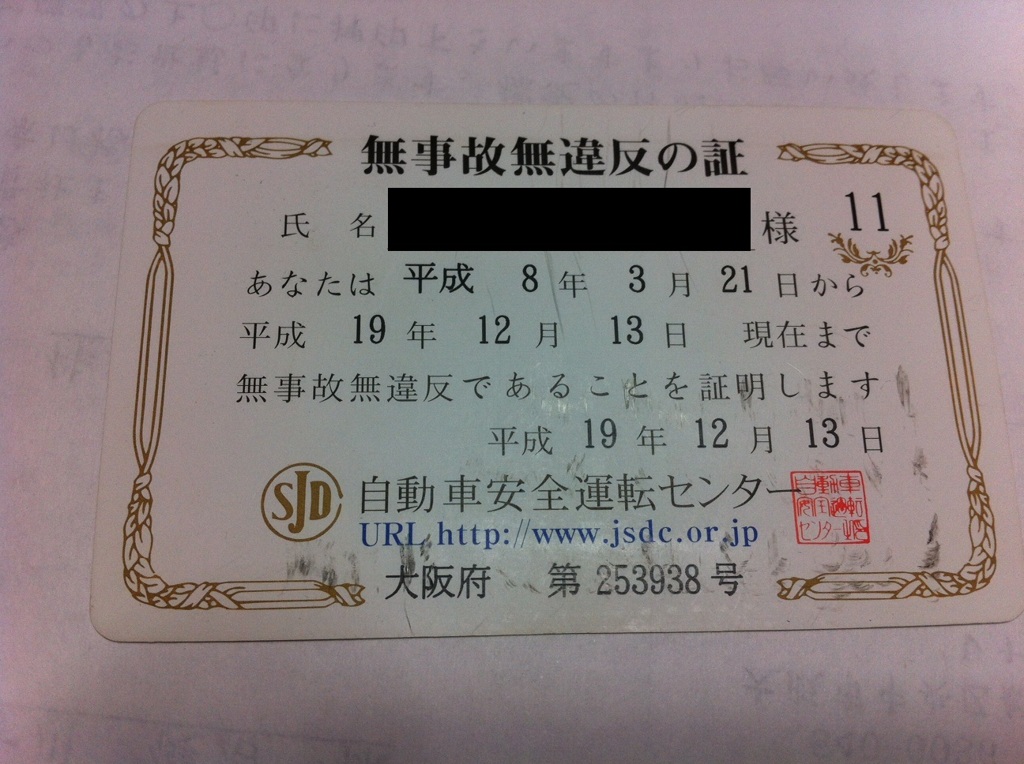 無事故無違反の証
氏 名 様 11
あなたは 平成 8 年 3 月 21 日から
平成 19 年 12 月 13 日 現在まで
無事故無違反であることを証明します
平成 19 年 12 月 13 日
SJD 自動車安全運転センター
URL http://www.jsdc.or.jp
大阪府 第 253938 号